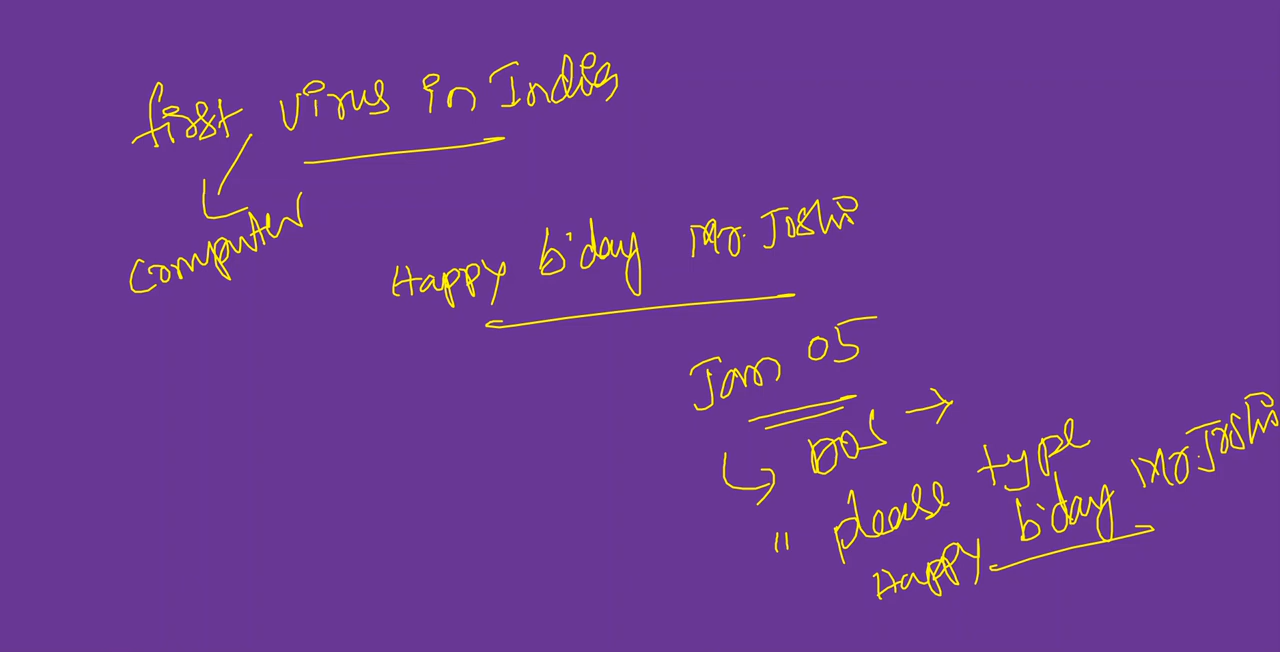 first virus in India
Computer
Happy b'day Mr. Joshi
Jan 05
DOS
" please type
Happy b'day Mr. Joshi